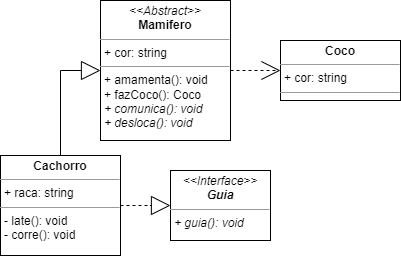 <<Abstract>>
Mamifero
+ cor: string
+ amamenta(): void
+ fazCoco(): Coco
+ comunica(): void
+ desloca(): void
Coco
+ cor: string
Cachorro
+ raca: string
- late(): void
- corre(): void
<<Interface>>
Guia
+ guia(): void